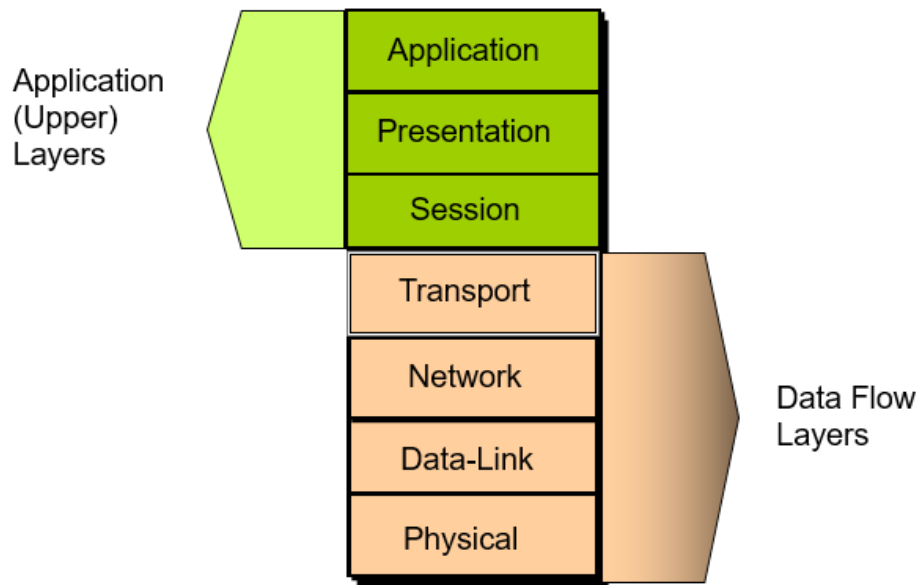 Application
(Upper)
Layers
Application
Presentation
Session
Transport
Network
Data-Link
Physical
Data Flow
Layers